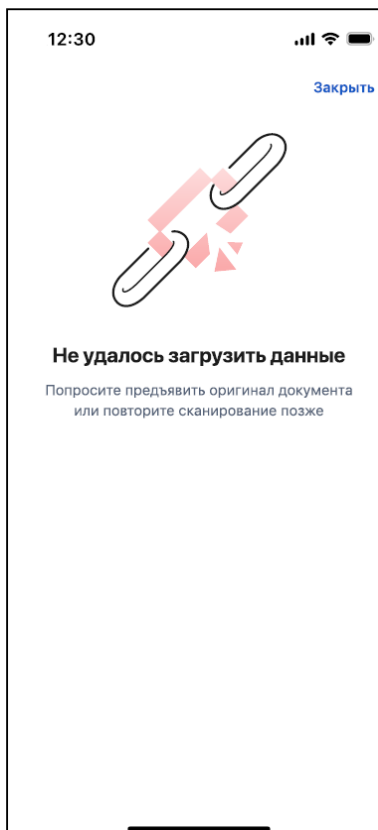 12:30
Закрыть
Не удалось загрузить данные
Попросите предъявить оригинал документа
или повторите сканирование позже